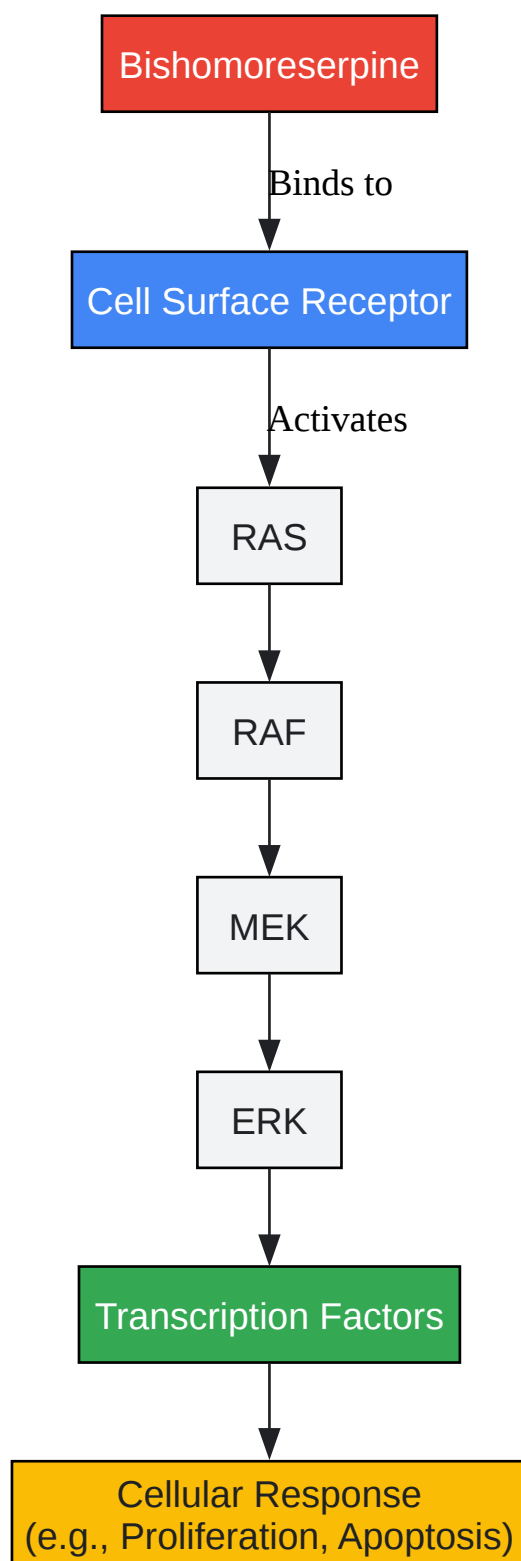 Bishomoreserpine
Binds to
Cell Surface Receptor
Activates
RAS
RAF
MEK
ERK
Transcription Factors
Cellular Response
(e.g., Proliferation, Apoptosis)